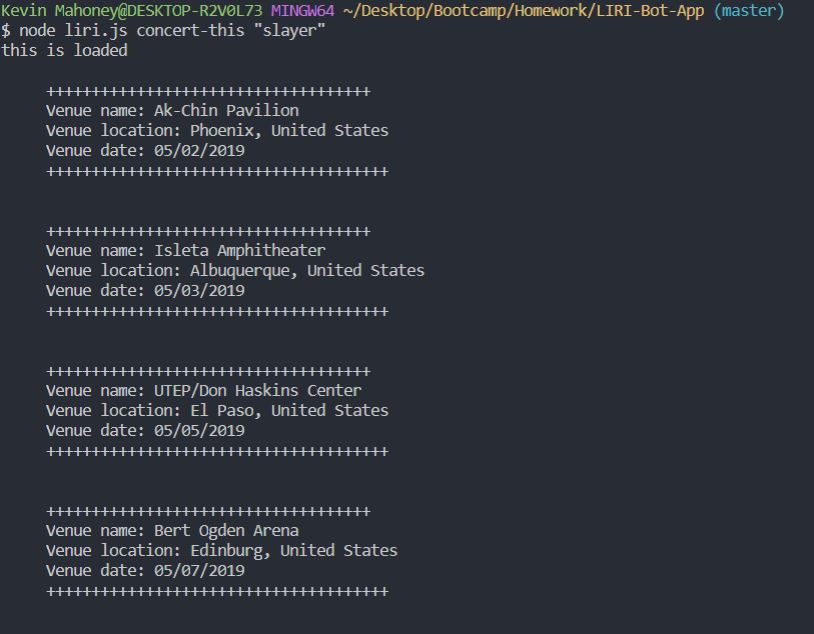 Kevin Mahoney@DESKTOP-R2V0L73 MINGW64 ~/Desktop/Bootcamp/Homework/LIRI-Bot-App (master)
$ node liri.js concert-this "slayer"
this is loaded
++++++++++++++++++++++++++++++++++++
Venue name: Ak-Chin Pavilion
Venue location: Phoenix, United States
Venue date: 05/02/2019
++++++++++++++++++++++++++++++++++++++
++++++++++++++++++++++++++++++++++++
Venue name: Isleta Amphitheater
Venue location: Albuquerque, United States
Venue date: 05/03/2019
++++++++++++++++++++++++++++++++++++++
++++++++++++++++++++++++++++++++++++
Venue name: UTEP/Don Haskins Center
Venue location: El Paso, United States
Venue date: 05/05/2019
++++++++++++++++++++++++++++++++++++++
++++++++++++++++++++++++++++++++++++
Venue name: Bert Ogden Arena
Venue location: Edinburg, United States
Venue date: 05/07/2019
++++++++++++++++++++++++++++++++++++++